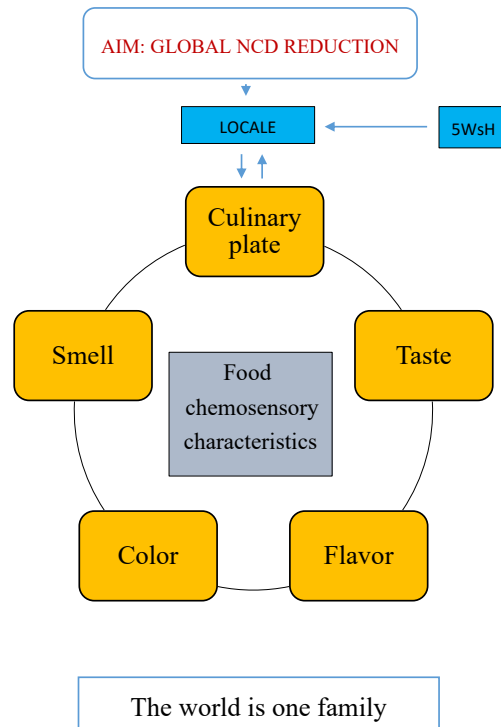 AIM: GLOBAL NCD REDUCTION
LOCALE
5WsH
Culinary
plate
Smell
Taste
Food
chemosensory
characteristics
Color
Flavor
The world is one family